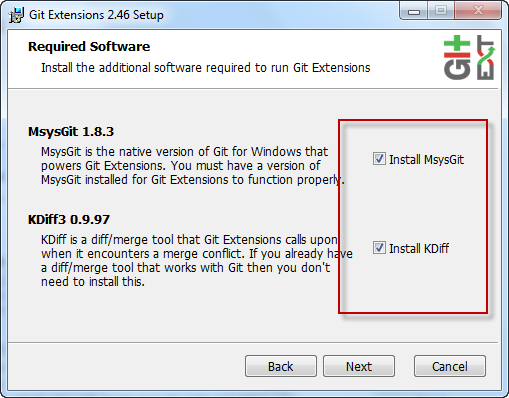 Git Extensions 2.46 Setup
Required Software
Install the additional software required to run Git Extensions
Git
EXT
MsysGit 1.8.3
MsysGit is the native version of Git for Windows that
powers Git Extensions. You must have a version of
MsysGit installed for Git Extensions to function properly.
Install MsysGit
KDiff3 0.9.97
KDiff is a diff/merge tool that Git Extensions calls upon
when it encounters a merge conflict. If you already have
a diff/merge tool that works with Git then you don't
need to install this.
Install KDiff
Back
Next
Cancel